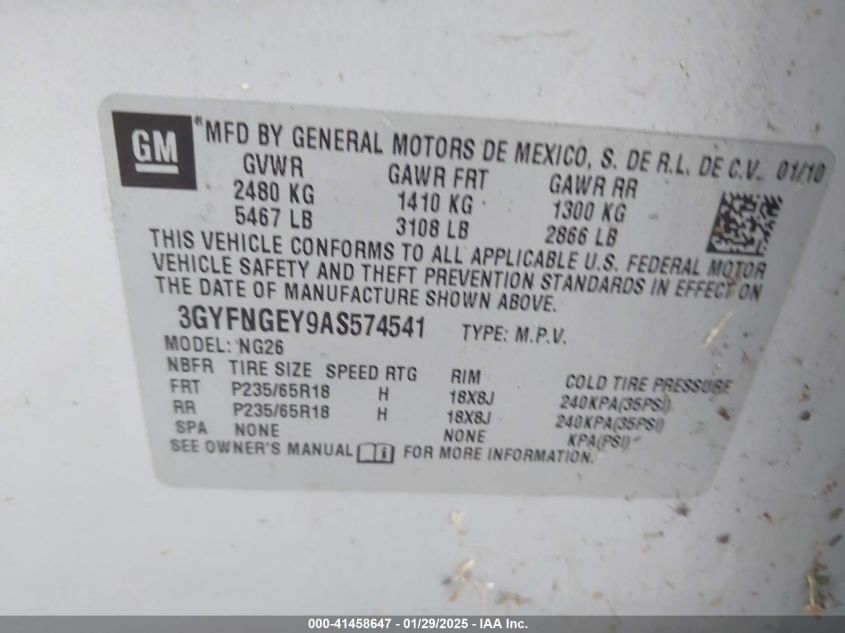 GM *MFD BY GENERAL MOTORS DE MEXICO, S. DE R.L. DE C.V. 01/10
GVWR GAWR FRT GAWR RR
2480 KG 1410 KG 1300 KG
5467 LB 3108 LB 2866 LB
THIS VEHICLE CONFORMS TO ALL APPLICABLE U.S. FEDERAL MOTOR
VEHICLE SAFETY AND THEFT PREVENTION STANDARDS IN EFFECT ON
THE DATE OF MANUFACTURE SHOWN ABOVE.
3GYFNGEY9AS574541 TYPE: M.P.V.
MODEL: NG26
NBFR TIRE SIZE SPEED RTG RIM COLD TIRE PRESSURE
FRT P235/65R18 H 18X8J 240KPA(35PSI)
RR P235/65R18 H 18X8J 240KPA(35PSI)
SPA NONE NONE KPA(PSI)*
SEE OWNER'S MANUAL i FOR MORE INFORMATION.
000-41458647 - 01/29/2025 - IAA Inc.